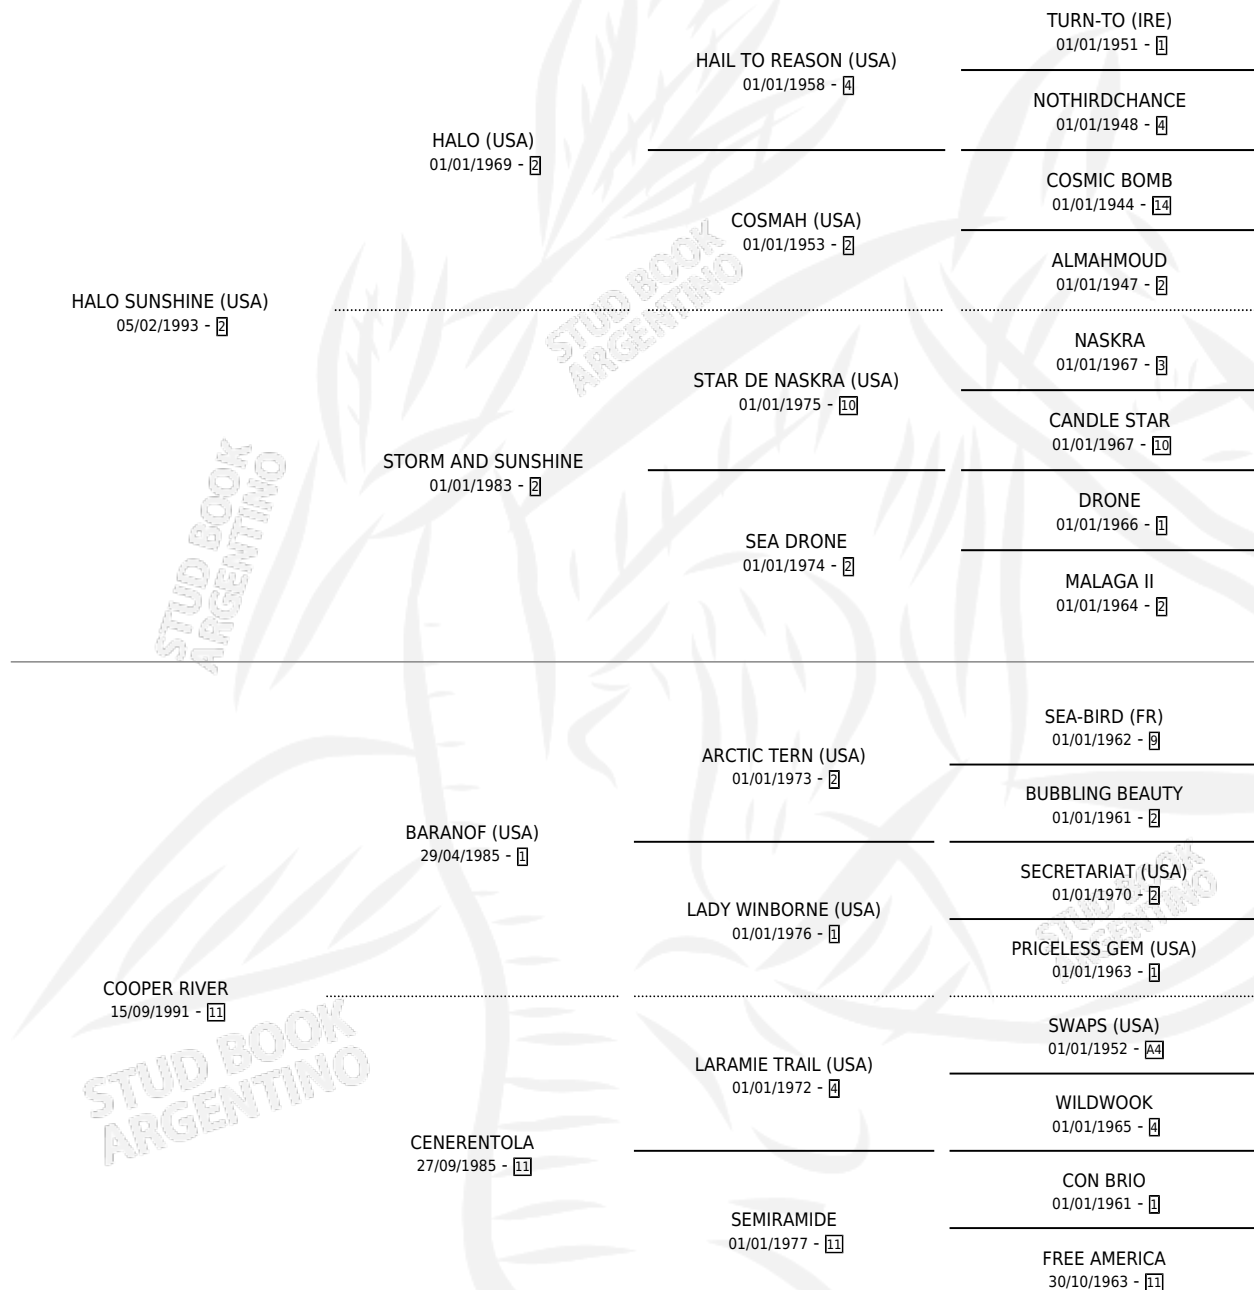 TURN-TO (IRE)
01/01/1951 - 1
HAIL TO REASON (USA)
01/01/1958 - 4
NOTHIRDCHANCE
01/01/1948 - 4
HALO (USA)
01/01/1969 - 2
COSMIC BOMB
01/01/1944 - 14
COSMAH (USA)
01/01/1953 - 2
ALMAHMOUD
01/01/1947 - 2
HALO SUNSHINE (USA)
05/02/1993 - 2
NASKRA
01/01/1967 - 3
STAR DE NASKRA (USA)
01/01/1975 - 10
CANDLE STAR
01/01/1967 - 10
STORM AND SUNSHINE
01/01/1983 - 2
DRONE
01/01/1966 - 1
SEA DRONE
01/01/1974 - 2
MALAGA II
01/01/1964 - 2
SEA-BIRD (FR)
01/01/1962 - 9
ARCTIC TERN (USA)
01/01/1973 - 2
BUBBLING BEAUTY
01/01/1961 - 2
BARANOF (USA)
29/04/1985 - 1
SECRETARIAT (USA)
01/01/1970 - 2
LADY WINBORNE (USA)
01/01/1976 - 1
PRICELESS GEM (USA)
01/01/1963 - 1
COOPER RIVER
15/09/1991 - 11
SWAPS (USA)
01/01/1952 - A4
LARAMIE TRAIL (USA)
01/01/1972 - 4
WILDWOOK
01/01/1965 - 4
CENERENTOLA
27/09/1985 - 11
CON BRIO
01/01/1961 - 1
SEMIRAMIDE
01/01/1977 - 11
FREE AMERICA
30/10/1963 - 11
STUD BOOK
ARGENTINO
STUD BOOK
ARGENTINO
STUD BOOK
ARGENTINO
STUD BOOK
ARGENTINO